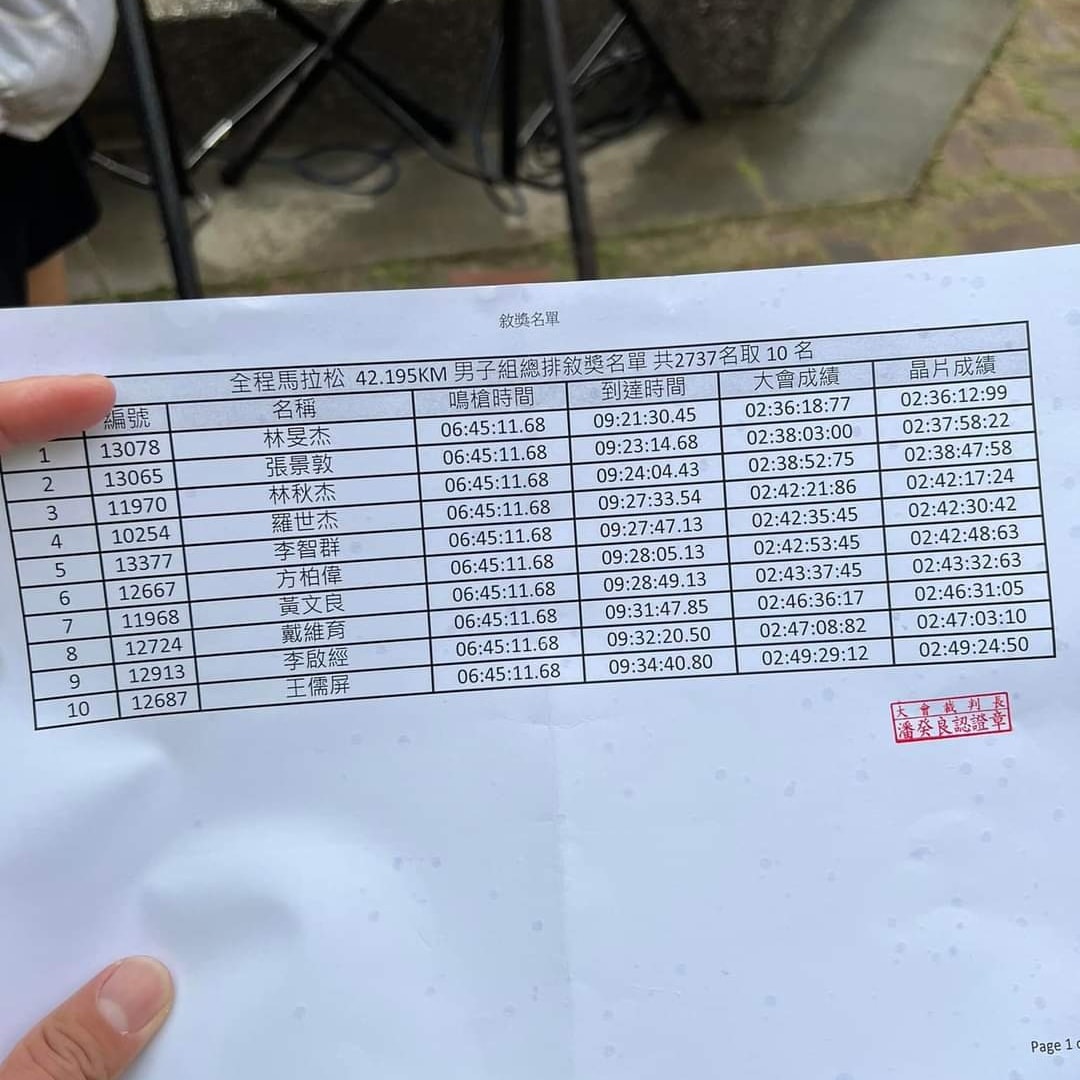 敘獎名單
全程馬拉松 42.195KM 男子組總排敘獎名單 共2737名取 10 名
編號 名稱 鳴槍時間 到達時間 大會成績 晶片成績
1 13078 林旻杰 06:45:11.68 09:21:30.45 02:36:18:77 02:36:12:99
2 13065 張景敦 06:45:11.68 09:23:14.68 02:38:03:00 02:37:58:22
3 11970 林秋杰 06:45:11.68 09:24:04.43 02:38:52:75 02:38:47:58
4 10254 羅世杰 06:45:11.68 09:27:33.54 02:42:21:86 02:42:17:24
5 13377 李智群 06:45:11.68 09:27:47.13 02:42:35:45 02:42:30:42
6 12667 方柏偉 06:45:11.68 09:28:05.13 02:42:53:45 02:42:48:63
7 11968 黃文良 06:45:11.68 09:28:49.13 02:43:37:45 02:43:32:63
8 12724 戴維育 06:45:11.68 09:31:47.85 02:46:36:17 02:46:31:05
9 12913 李啟經 06:45:11.68 09:32:20.50 02:47:08:82 02:47:03:10
10 12687 王儒屏 06:45:11.68 09:34:40.80 02:49:29:12 02:49:24:50
大會裁判長
潘癸良認證章
Page 1